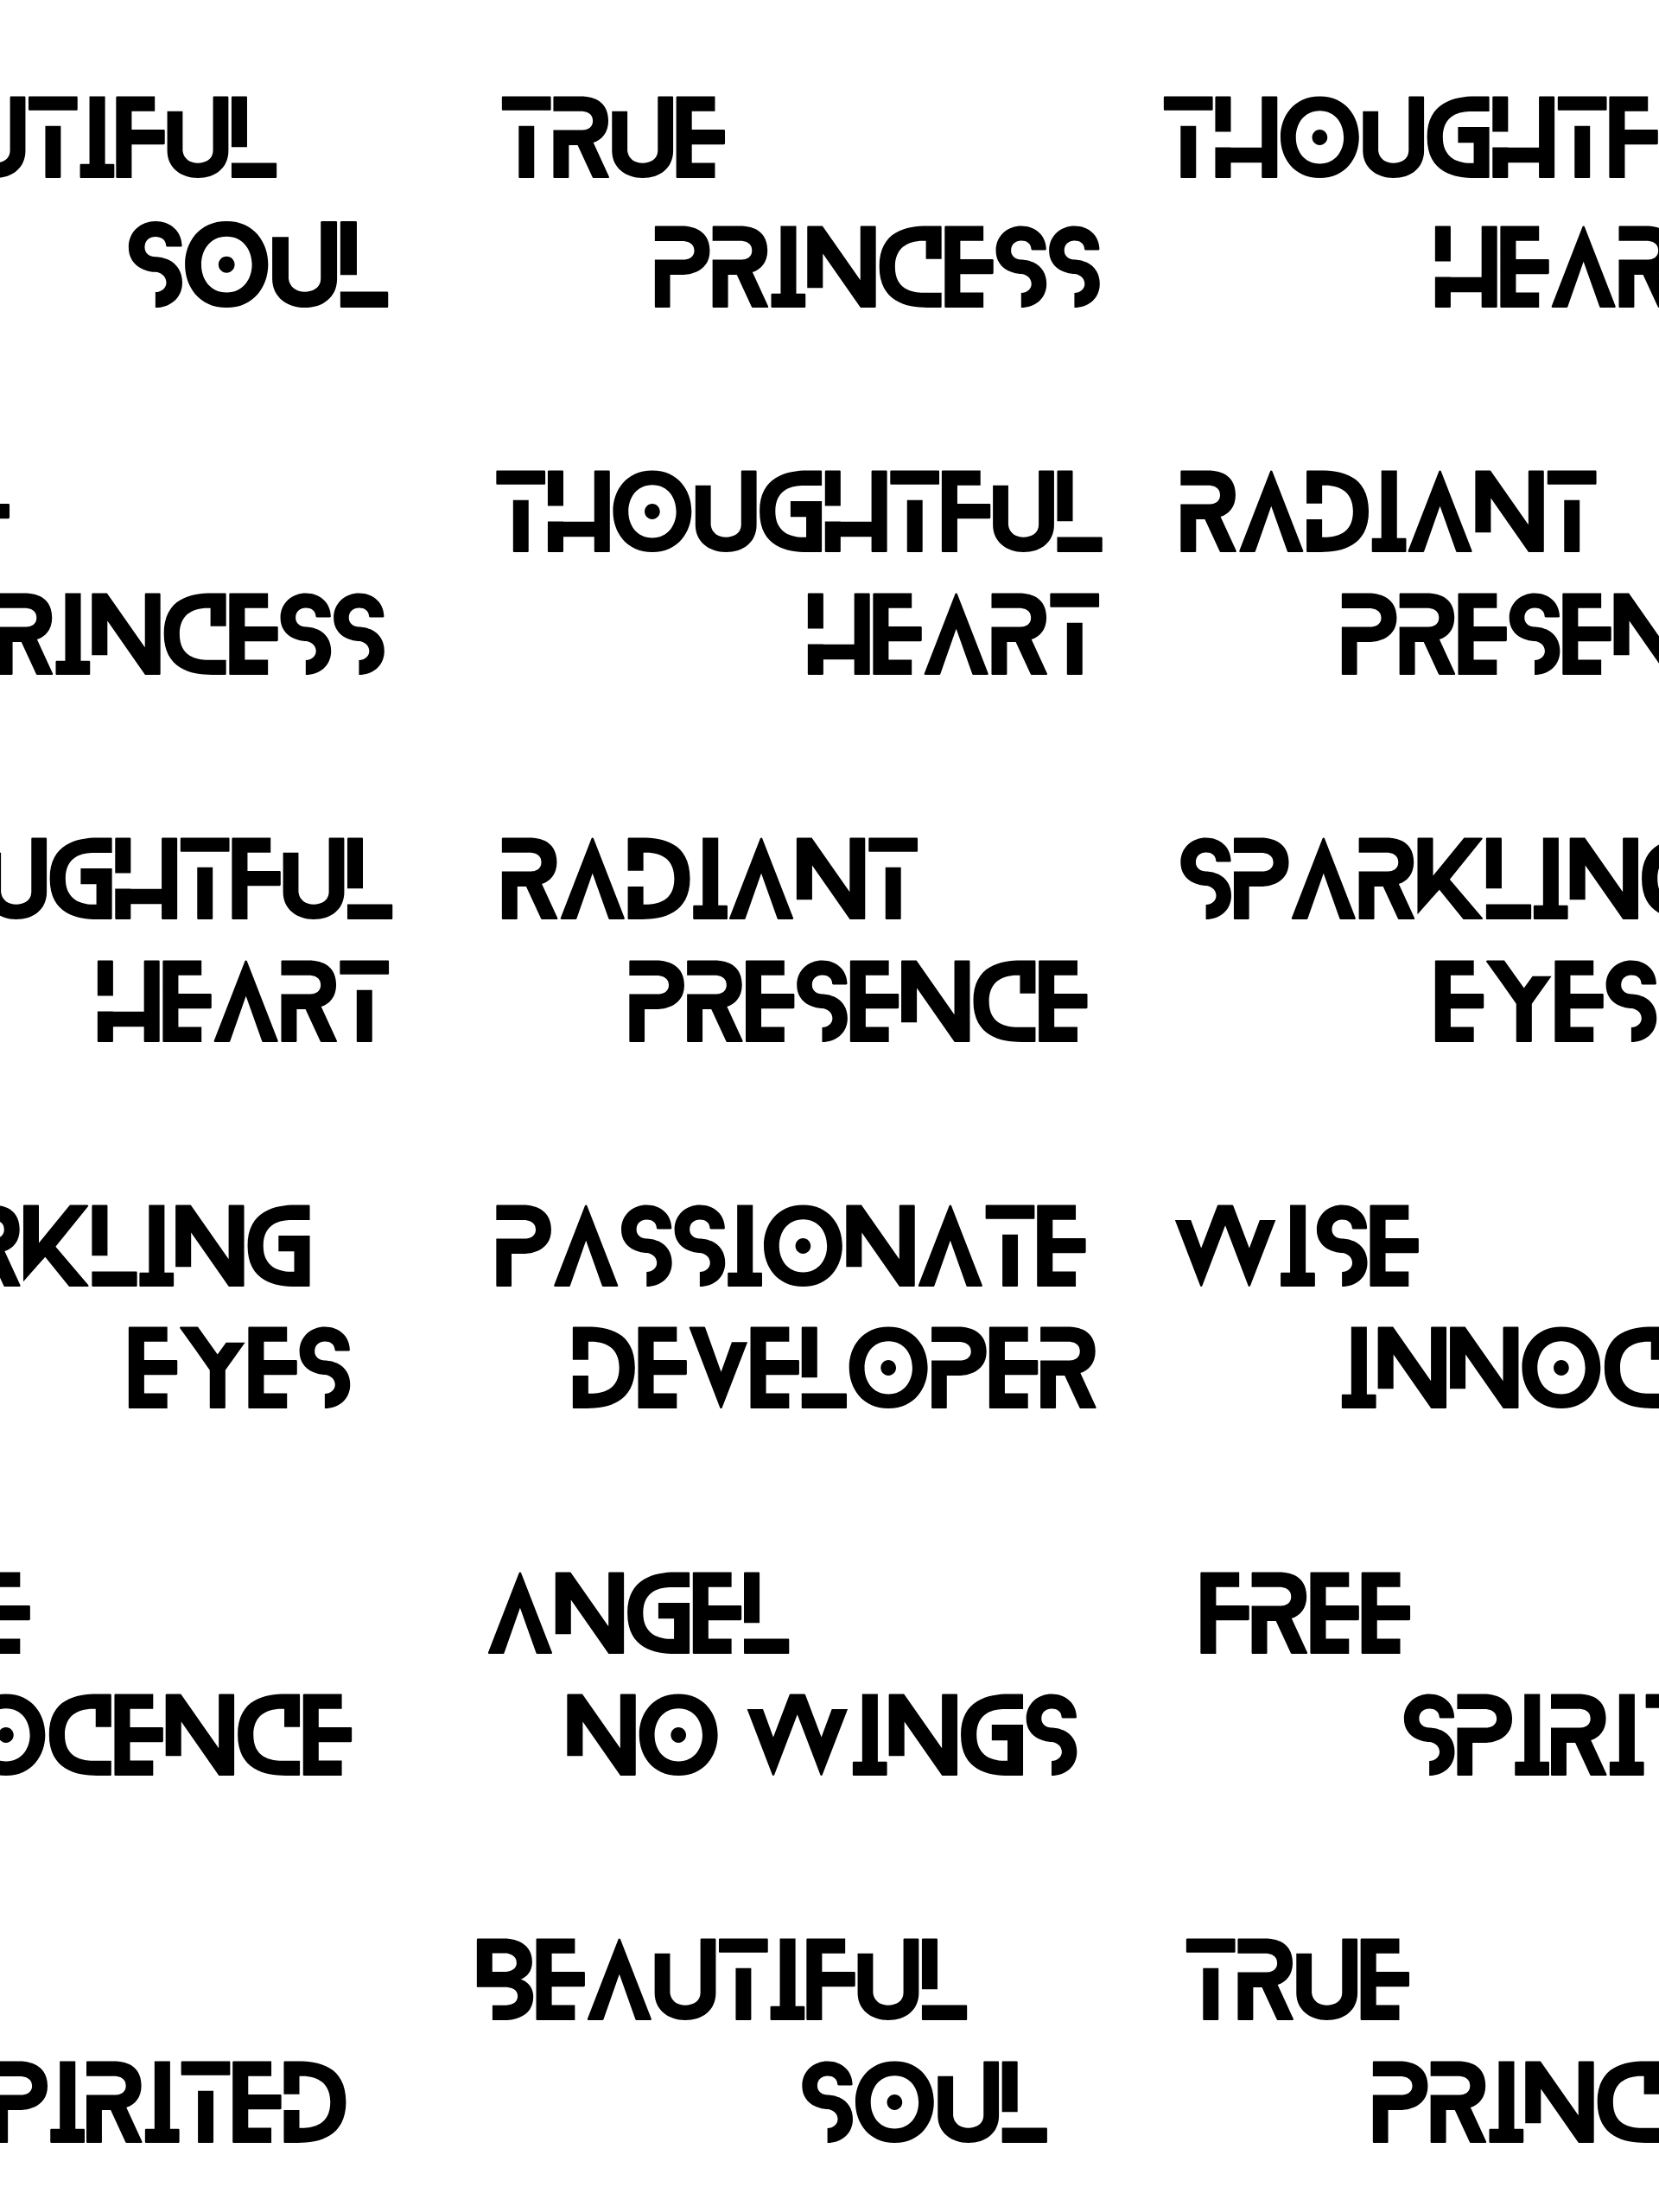 UTIFUL TRUE THOUGHTF
SOUL PRINCESS HEAR
THOUGHTFUL RADIANT
RINCESS HEART PRESEN
UGHTFUL RADIANT SPARKLING
HEART PRESENCE EYES
RKLING PASSIONATE WISE
EYES DEVELOPER INNOC
E ANGEL FREE
OCENCE NO WINGS SPIRIT
BEAUTIFUL TRUE
PIRITED SOUL PRINC